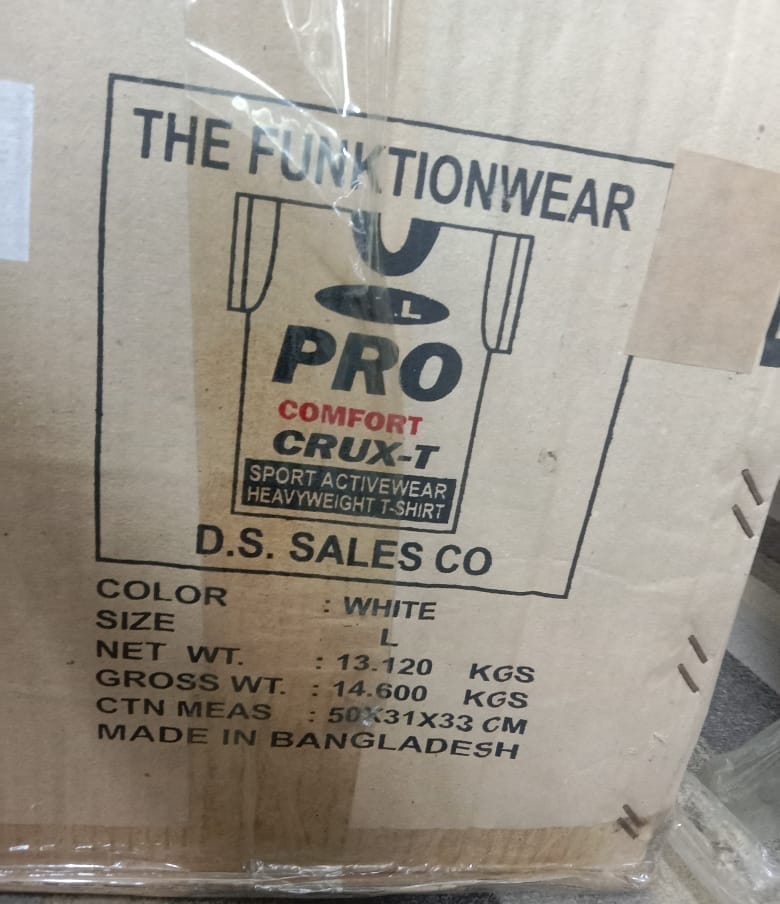 THE FUNKTIONWEAR
L
PRO
COMFORT
CRUX-T
SPORT ACTIVEWEAR
HEAVYWEIGHT T-SHIRT
D.S. SALES CO
COLOR : WHITE
SIZE L
NET WT. : 13.120 KGS
GROSS WT. : 14.600 KGS
CTN MEAS : 50X31X33 CM
MADE IN BANGLADESH